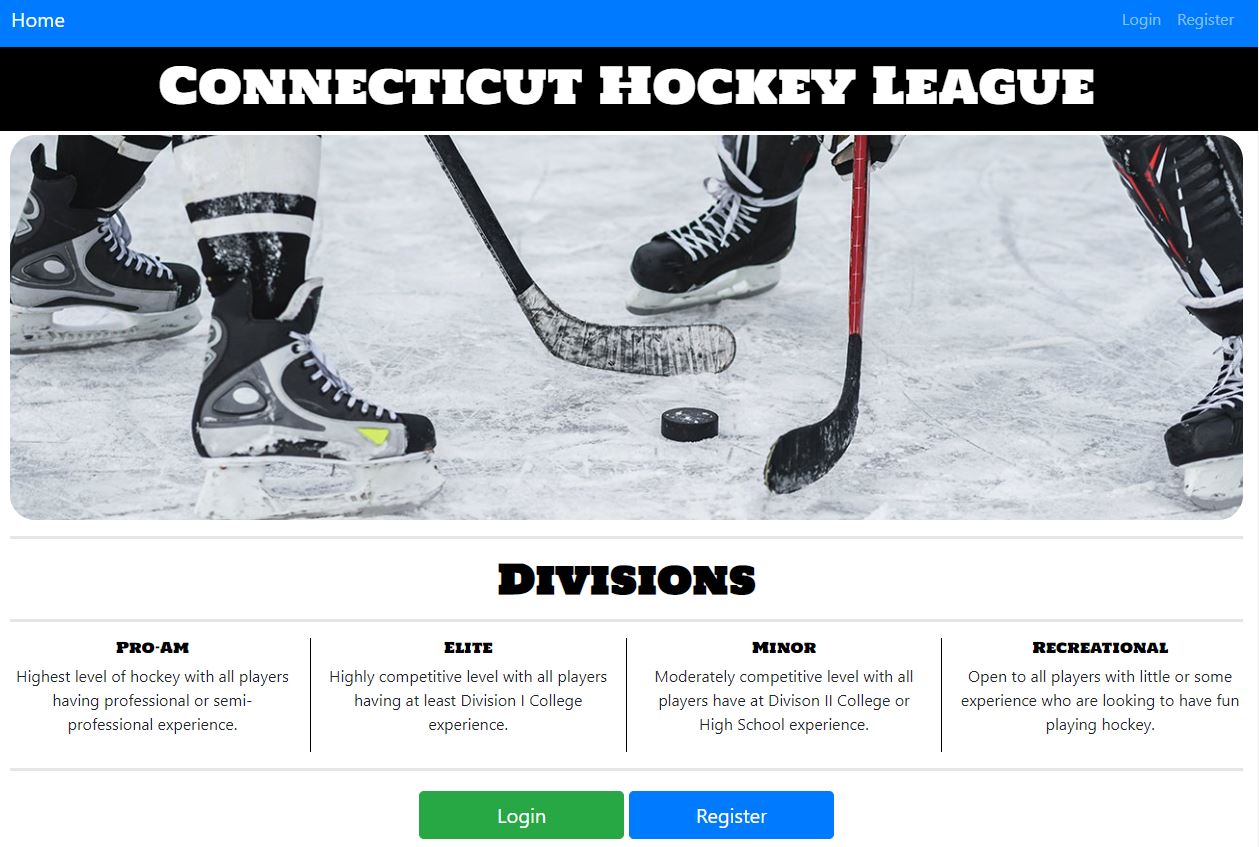 Home Login Register
Connecticut Hockey League
Divisions
Pro-Am
Highest level of hockey with all players
having professional or semi-
professional experience.
Elite
Highly competitive level with all players
having at least Division I College
experience.
Minor
Moderately competitive level with all
players have at Divison II College or
High School experience.
Recreational
Open to all players with little or some
experience who are looking to have fun
playing hockey.
Login Register